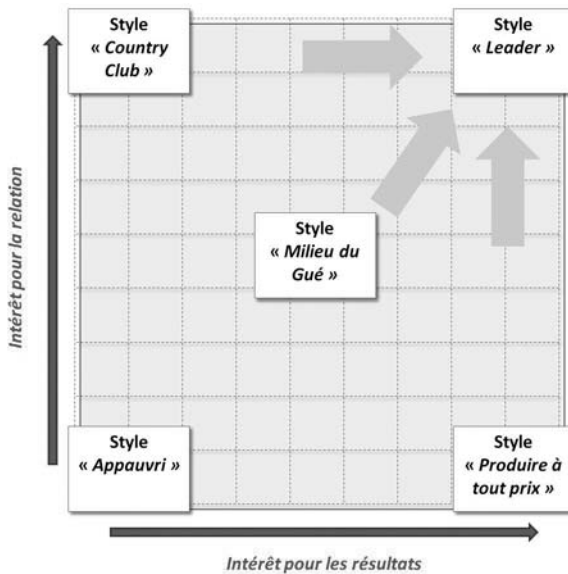 Style
« Country
Club »
Style
« Leader »
Style
« Milieu du
Gué »
Intérêt pour la relation
Style
« Appauvri »
Style
« Produire à
tout prix »
Intérêt pour les résultats